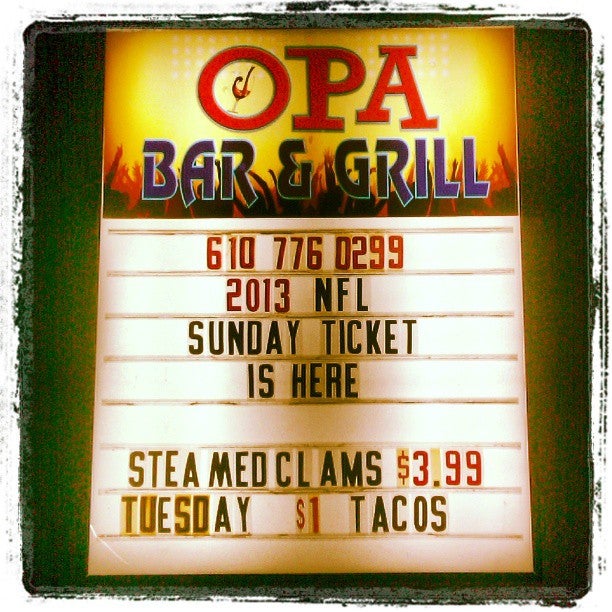 OPA
BAR & GRILL
610 776 0299
2013 NFL
SUNDAY TICKET
IS HERE
STEAMED CLAMS $3.99
TUESDAY $1 TACOS